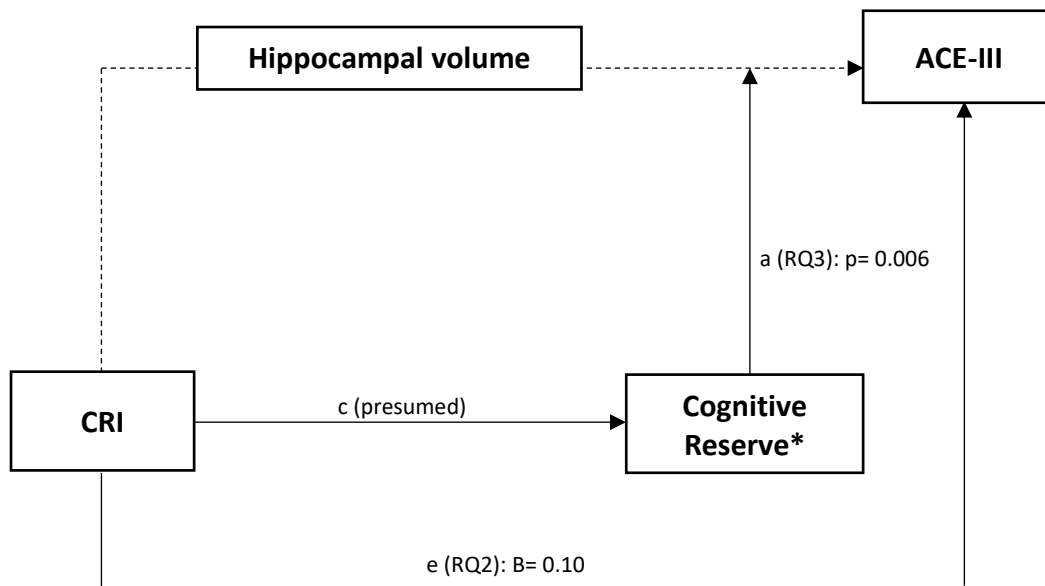 Hippocampal volume
ACE-III
a (RQ3): p= 0.006
CRI
c (presumed)
Cognitive
Reserve*
e (RQ2): B= 0.10